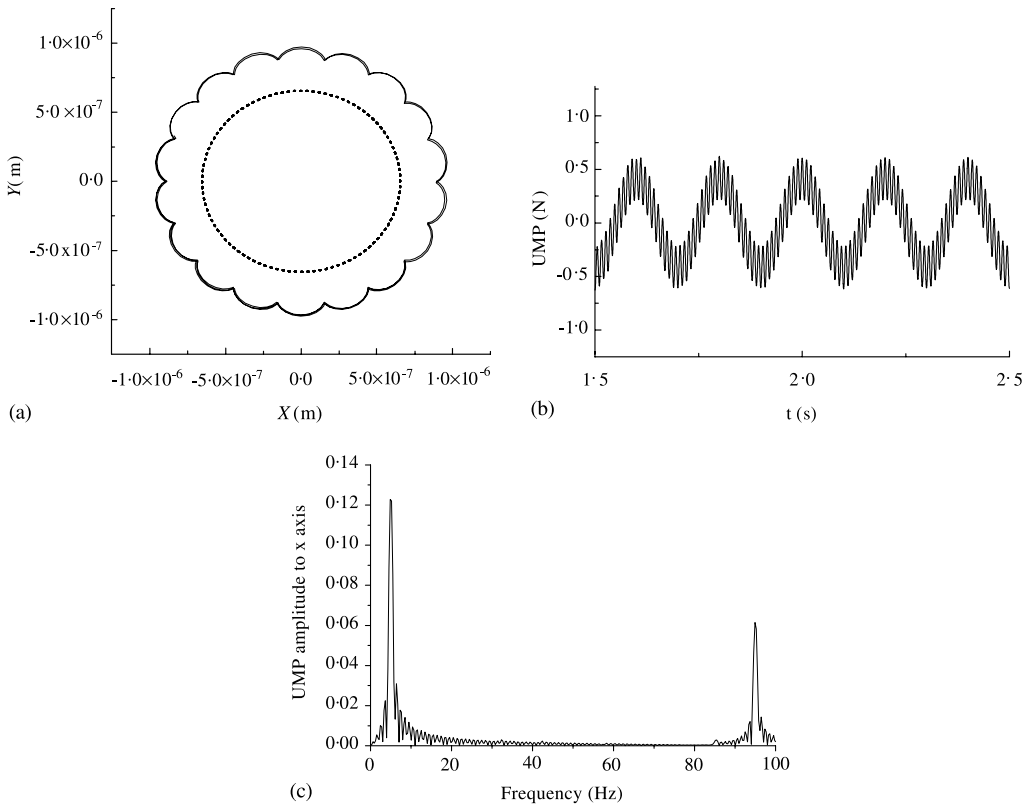 1·0×10⁻⁶
5·0×10⁻⁷
0·0
-5·0x10⁻⁷
-1·0×10⁻⁶
Y(m)
-1·0×10⁻⁶ -5·0×10⁻⁷ 0·0 5·0×10⁻⁷ 1·0×10⁻⁶
X(m)
(a)
1·0
0·5
0·0
-0·5
-1·0
UMP (N)
1·5 2·0 2·5
t (s)
(b)
0·14
0·12
0·10
0·08
0·06
0·04
0·02
0·00
UMP amplitude to x axis
0 20 40 60 80 100
Frequency (Hz)
(c)